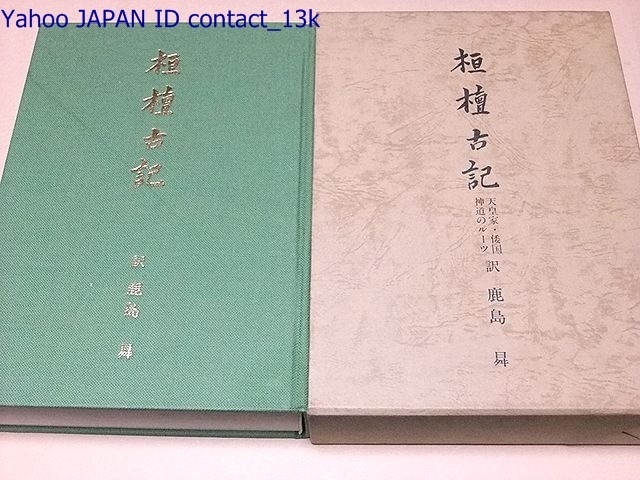 Yahoo JAPAN ID contact_13k
桓檀古記
訳 鹿島 曻
桓檀古記
天皇家・倭国
神道のルーツ
訳 鹿島 曻